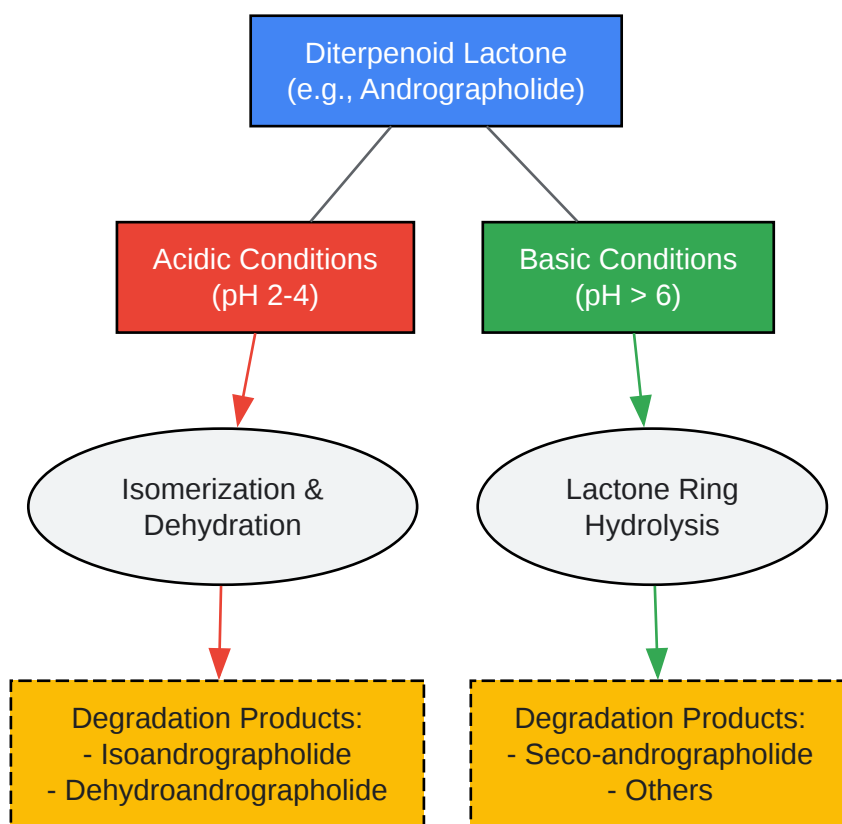 Diterpenoid Lactone
(e.g., Andrographolide)
Acidic Conditions
(pH 2-4)
Basic Conditions
(pH > 6)
Isomerization &
Dehydration
Lactone Ring
Hydrolysis
Degradation Products:
- Isoandrographolide
- Dehydroandrographolide
Degradation Products:
- Seco-andrographolide
- Others